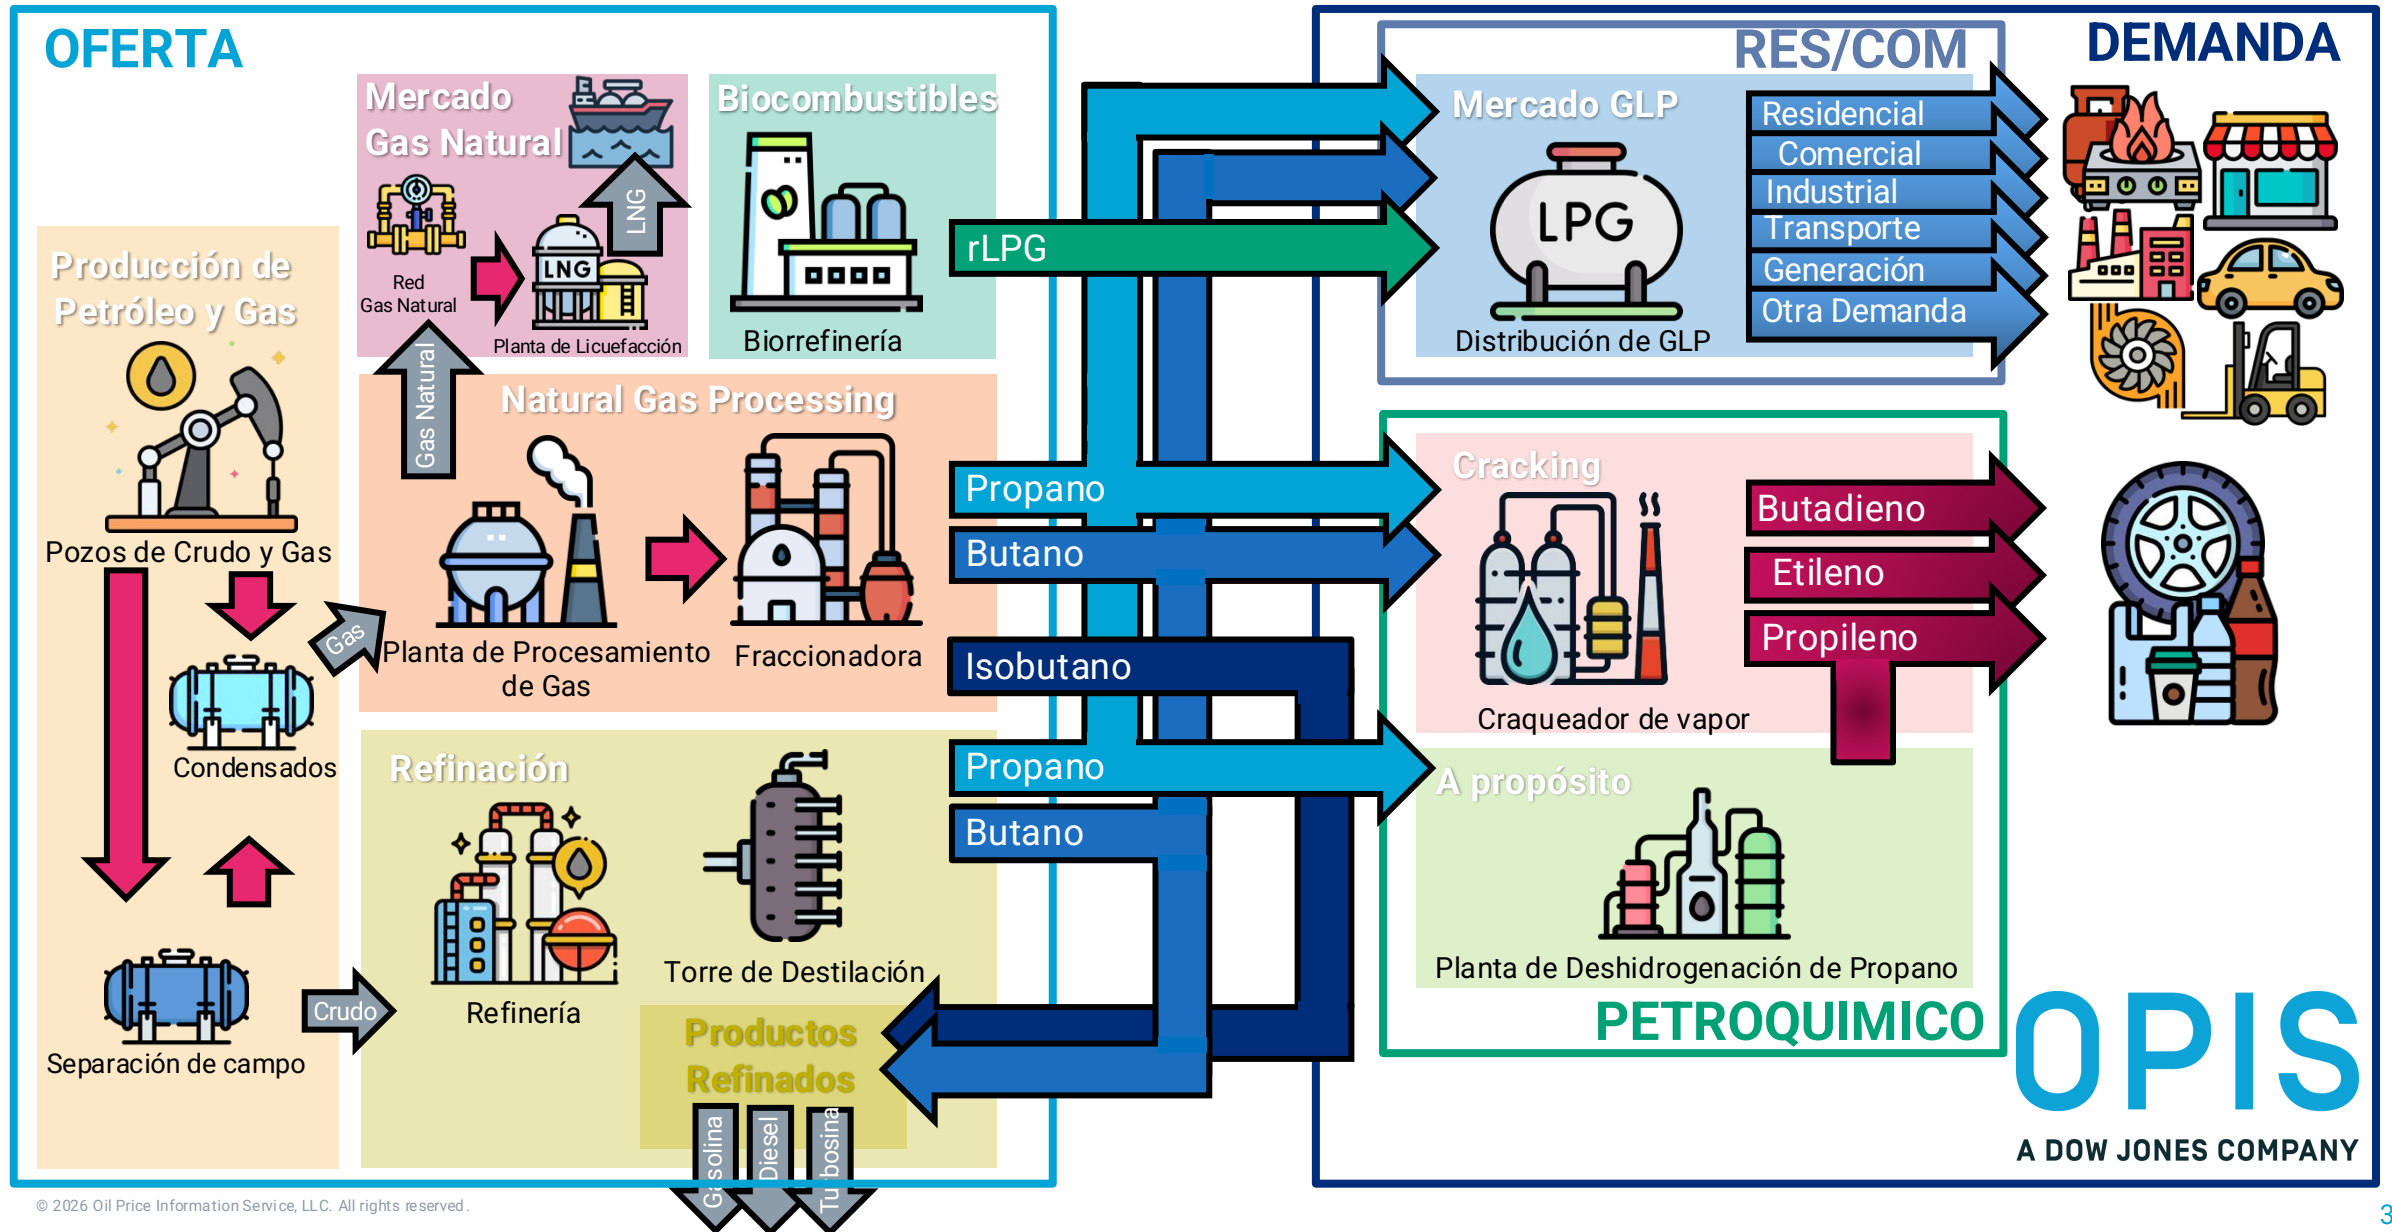 OFERTA
Mercado
Gas Natural
LNG
LNG
Red
Gas Natural
Planta de Licuefacción
Biocombustibles
Biorrefinería
Producción de
Petróleo y Gas
Pozos de Crudo y Gas
Condensados
Separación de campo
Gas Natural
Gas
Crudo
Natural Gas Processing
Planta de Procesamiento
de Gas
Fraccionadora
Refinación
Refinería
Torre de Destilación
Productos
Refinados
Gasolina
Diesel
Turbosina
rLPG
Propano
Butano
Isobutano
Propano
Butano
DEMANDA
RES/COM
Mercado GLP
LPG
Distribución de GLP
Residencial
Comercial
Industrial
Transporte
Generación
Otra Demanda
Cracking
Craqueador de vapor
Butadieno
Etileno
Propileno
A propósito
Planta de Deshidrogenación de Propano
PETROQUIMICO
OPIS
A DOW JONES COMPANY
© 2026 Oil Price Information Service, LLC. All rights reserved.
3